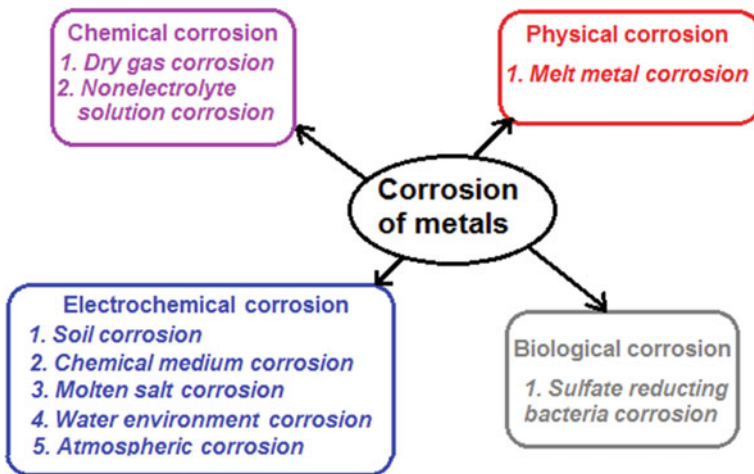 Chemical corrosion
1. Dry gas corrosion
2. Nonelectrolyte
solution corrosion
Physical corrosion
1. Melt metal corrosion
Corrosion
of metals
Electrochemical corrosion
1. Soil corrosion
2. Chemical medium corrosion
3. Molten salt corrosion
4. Water environment corrosion
5. Atmospheric corrosion
Biological corrosion
1. Sulfate reducting
bacteria corrosion